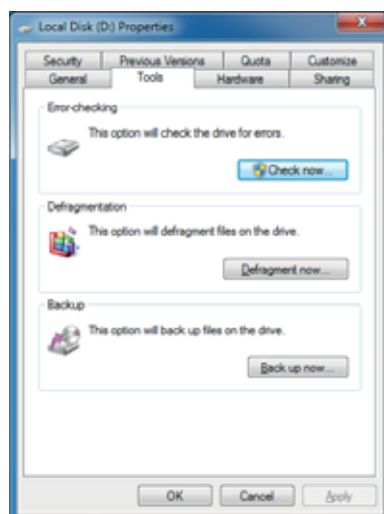 Local Disk (D:) Properties
Security Previous Versions Quota Customize
General Tools Hardware Sharing
Error-checking
This option will check the drive for errors.
Check now...
Defragmentation
This option will defragment files on the drive.
Defragment now...
Backup
This option will back up files on the drive.
Back up now...
OK Cancel Apply